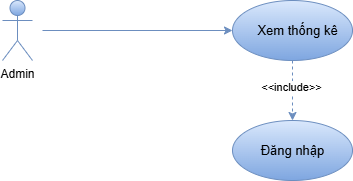 Xem thống kê
Admin
<<include>>
Đăng nhập